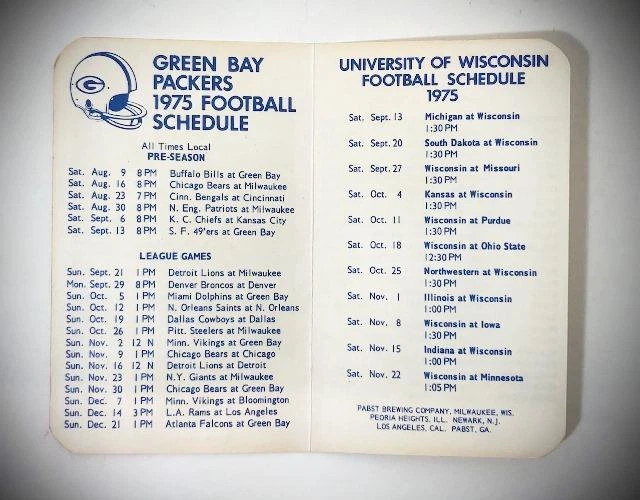 G
GREEN BAY
PACKERS
1975 FOOTBALL
SCHEDULE
All Times Local
PRE-SEASON
Sat. Aug. 9 8 PM Buffalo Bills at Green Bay
Sat. Aug. 16 8 PM Chicago Bears at Milwaukee
Sat. Aug. 23 7 PM Cinn. Bengals at Cincinnati
Sat. Aug. 30 8 PM N. Eng. Patriots at Milwaukee
Sat. Sept. 6 8 PM K. C. Chiefs at Kansas City
Sat. Sept. 13 8 PM S. F. 49'ers at Green Bay
LEAGUE GAMES
Sun. Sept. 21 1 PM Detroit Lions at Milwaukee
Mon. Sept. 29 8 PM Denver Broncos at Denver
Sun. Oct. 5 1 PM Miami Dolphins at Green Bay
Sun. Oct. 12 1 PM N. Orleans Saints at N. Orleans
Sun. Oct. 19 1 PM Dallas Cowboys at Dallas
Sun. Oct. 26 1 PM Pitt. Steelers at Milwaukee
Sun. Nov. 2 12 N Minn. Vikings at Green Bay
Sun. Nov. 9 1 PM Chicago Bears at Chicago
Sun. Nov. 16 12 N Detroit Lions at Detroit
Sun. Nov. 23 1 PM N.Y. Giants at Milwaukee
Sun. Nov. 30 1 PM Chicago Bears at Green Bay
Sun. Dec. 7 1 PM Minn. Vikings at Bloomington
Sun. Dec. 14 3 PM L.A. Rams at Los Angeles
Sun. Dec. 21 1 PM Atlanta Falcons at Green Bay
UNIVERSITY OF WISCONSIN
FOOTBALL SCHEDULE
1975
Sat. Sept. 13 Michigan at Wisconsin
1:30 PM
Sat. Sept. 20 South Dakota at Wisconsin
1:30 PM
Sat. Sept. 27 Wisconsin at Missouri
1:30 PM
Sat. Oct. 4 Kansas at Wisconsin
1:30 PM
Sat. Oct. 11 Wisconsin at Purdue
1:30 PM
Sat. Oct. 18 Wisconsin at Ohio State
12:30 PM
Sat. Oct. 25 Northwestern at Wisconsin
1:30 PM
Sat. Nov. 1 Illinois at Wisconsin
1:00 PM
Sat. Nov. 8 Wisconsin at Iowa
1:30 PM
Sat. Nov. 15 Indiana at Wisconsin
1:00 PM
Sat. Nov. 22 Wisconsin at Minnesota
1:05 PM
PABST BREWING COMPANY, MILWAUKEE, WIS.
PEORIA HEIGHTS, ILL. NEWARK, N.J.
LOS ANGELES, CAL. PABST, GA.